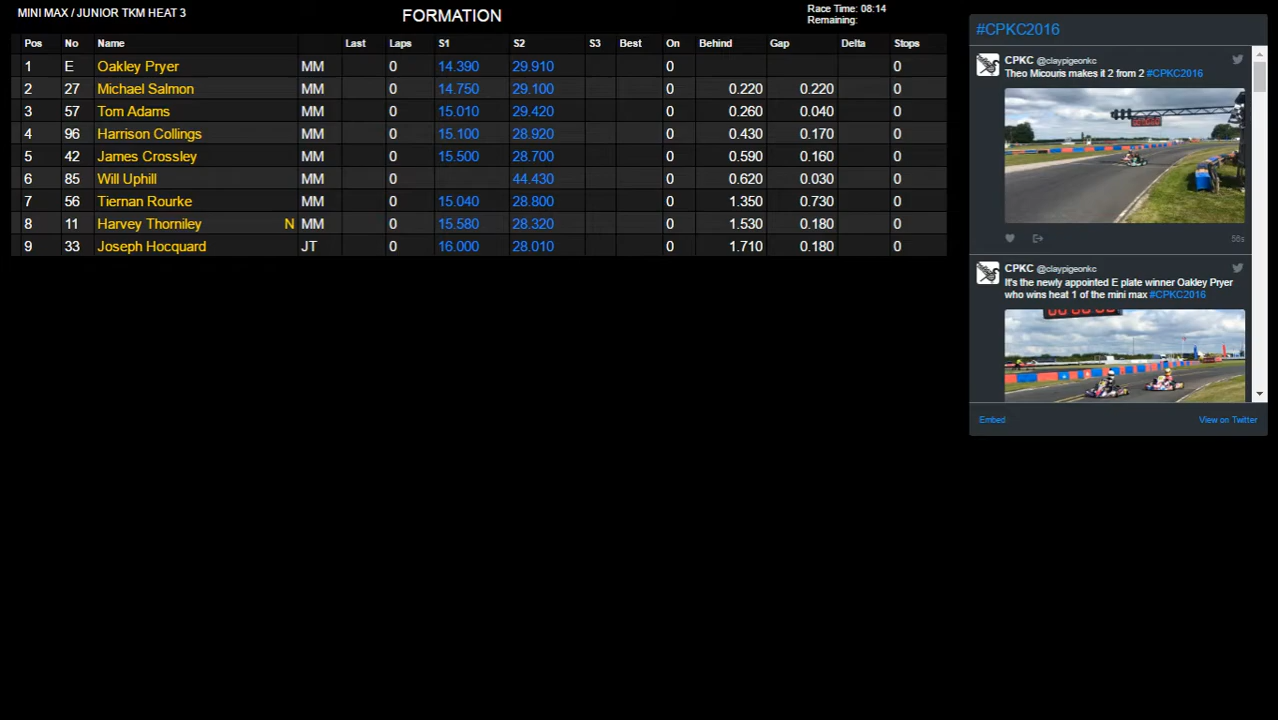 MINI MAX / JUNIOR TKM HEAT 3
FORMATION
Race Time: 08:14
Remaining:
Pos No Name Last Laps S1 S2 S3 Best On Behind Gap Delta Stops
1 E Oakley Pryer MM 0 14.390 29.910 0 0
2 27 Michael Salmon MM 0 14.750 29.100 0 0.220 0.220 0
3 57 Tom Adams MM 0 15.010 29.420 0 0.260 0.040 0
4 96 Harrison Collings MM 0 15.100 28.920 0 0.430 0.170 0
5 42 James Crossley MM 0 15.500 28.700 0 0.590 0.160 0
6 85 Will Uphill MM 0 44.430 0 0.620 0.030 0
7 56 Tiernan Rourke MM 0 15.040 28.800 0 1.350 0.730 0
8 11 Harvey Thorniley N MM 0 15.580 28.320 0 1.530 0.180 0
9 33 Joseph Hocquard JT 0 16.000 28.010 0 1.710 0.180 0
#CPKC2016
CPKC @claypigeonkc
Theo Micouris makes it 2 from 2 #CPKC2016
56s
CPKC @claypigeonkc
It's the newly appointed E plate winner Oakley Pryer
who wins heat 1 of the mini max #CPKC2016
Embed
View on Twitter